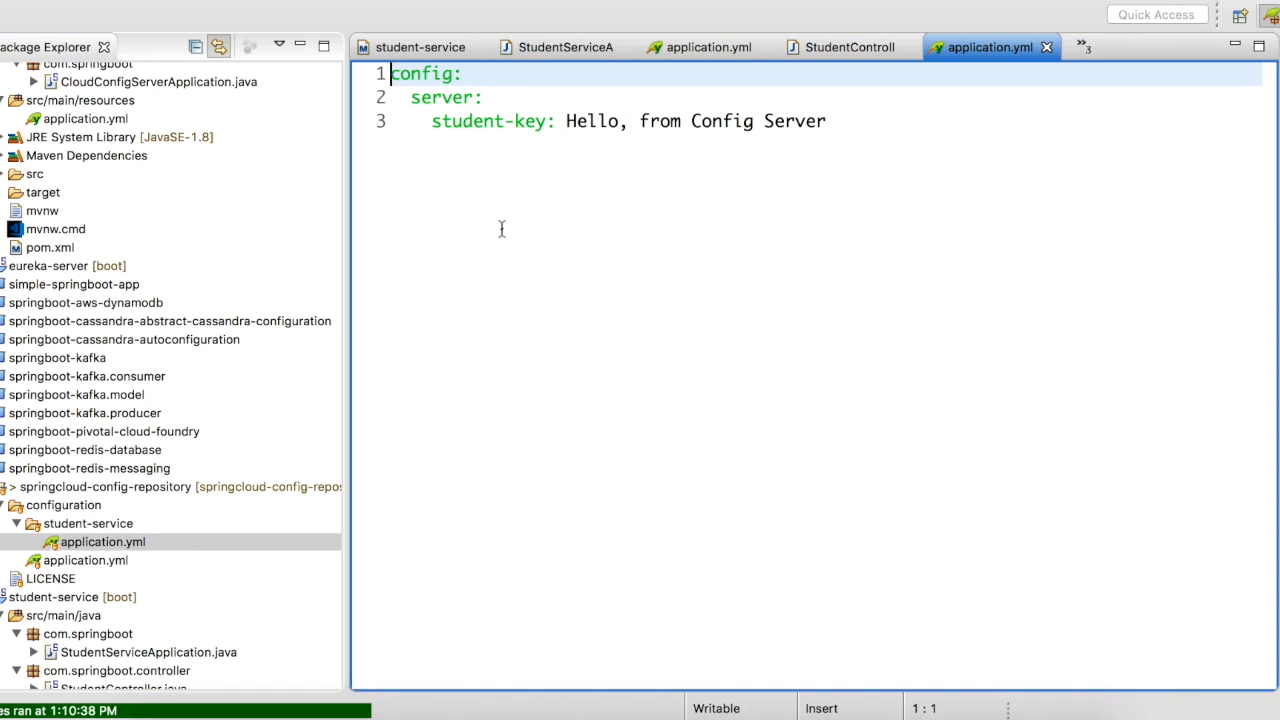 Quick Access
ackage Explorer
student-service
StudentServiceA
application.yml
StudentControll
application.yml
»3
com.springboot
CloudConfigServerApplication.java
src/main/resources
application.yml
JRE System Library [JavaSE-1.8]
Maven Dependencies
src
target
mvnw
mvnw.cmd
pom.xml
eureka-server [boot]
simple-springboot-app
springboot-aws-dynamodb
springboot-cassandra-abstract-cassandra-configuration
springboot-cassandra-autoconfiguration
springboot-kafka
springboot-kafka.consumer
springboot-kafka.model
springboot-kafka.producer
springboot-pivotal-cloud-foundry
springboot-redis-database
springboot-redis-messaging
> springcloud-config-repository [springcloud-config-repos
configuration
student-service
application.yml
application.yml
LICENSE
student-service [boot]
src/main/java
com.springboot
StudentServiceApplication.java
com.springboot.controller
StudentController.java
1 config:
2 server:
3 student-key: Hello, from Config Server
es ran at 1:10:38 PM
Writable
Insert
1 : 1